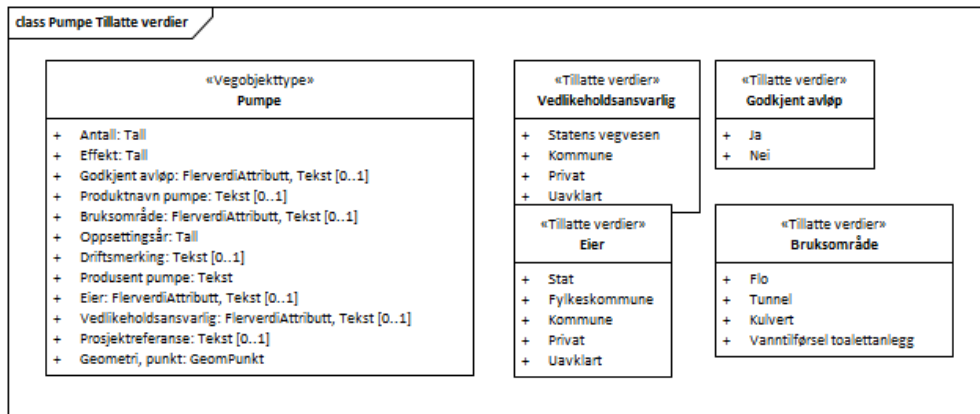 class Pumpe Tillatte verdier
«Vegobjekttype»
Pumpe
+ Antall: Tall
+ Effekt: Tall
+ Godkjent avløp: FlerverdiAttributt, Tekst [0..1]
+ Produktnavn pumpe: Tekst [0..1]
+ Bruksområde: FlerverdiAttributt, Tekst [0..1]
+ Oppsettingsår: Tall
+ Driftsmerking: Tekst [0..1]
+ Produsent pumpe: Tekst
+ Eier: FlerverdiAttributt, Tekst [0..1]
+ Vedlikeholdsansvarlig: FlerverdiAttributt, Tekst [0..1]
+ Prosjektreferanse: Tekst [0..1]
+ Geometri, punkt: GeomPunkt
«Tillatte verdier»
Vedlikeholdsansvarlig
+ Statens vegvesen
+ Kommune
+ Privat
+ Uavklart
«Tillatte verdier»
Godkjent avløp
+ Ja
+ Nei
«Tillatte verdier»
Eier
+ Stat
+ Fylkeskommune
+ Kommune
+ Privat
+ Uavklart
«Tillatte verdier»
Bruksområde
+ Flo
+ Tunnel
+ Kulvert
+ Vanntilførsel toalettanlegg